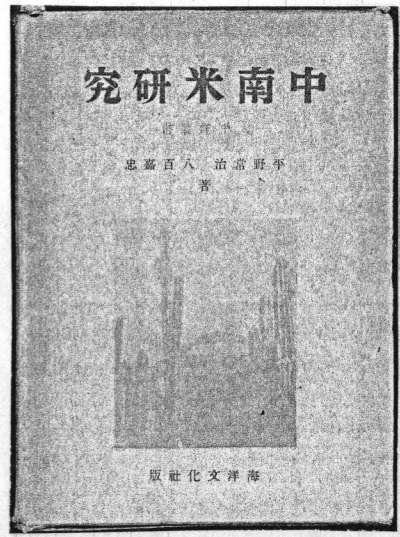 究研米南中
忠嘉百八 治常野平
著
版社化文洋海